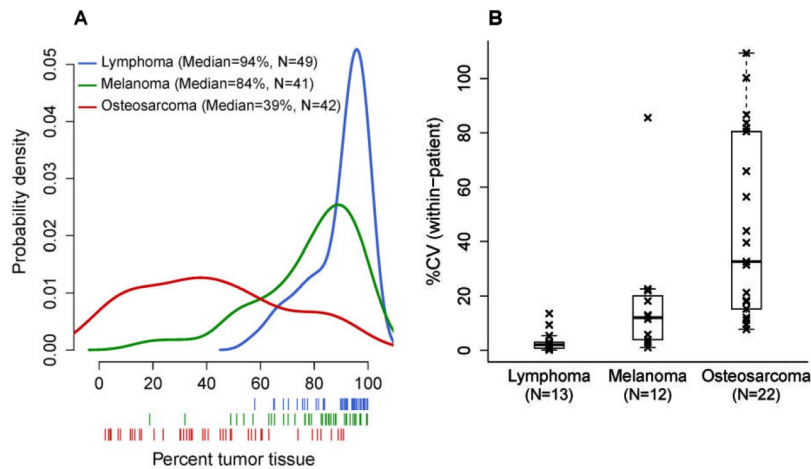 A
Probability density
0.05
0.04
0.03
0.02
0.01
0.00
Lymphoma (Median=94%, N=49)
Melanoma (Median=84%, N=41)
Osteosarcoma (Median=39%, N=42)
0 20 40 60 80 100
Percent tumor tissue
B
%CV (within-patient)
100
80
60
40
20
0
Lymphoma Melanoma Osteosarcoma
(N=13) (N=12) (N=22)